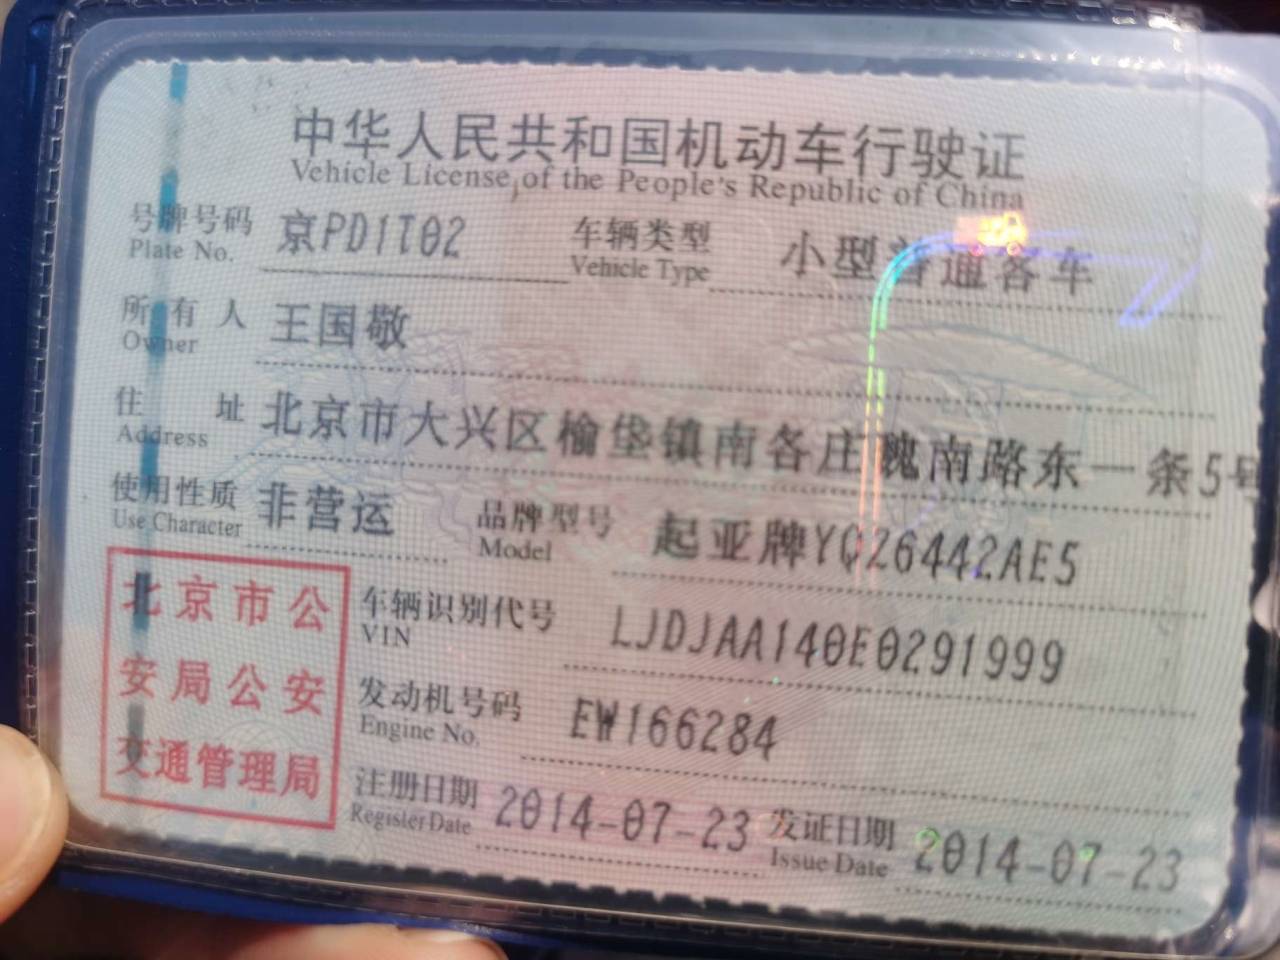 中华人民共和国机动车行驶证
Vehicle License of the People's Republic of China
号牌号码 京PD1T02 车辆类型 小型普通客车
Plate No. Vehicle Type
所有人 王国敬
Owner
住址 北京市大兴区榆垡镇南各庄魏南路东一条5号
Address
使用性质 非营运 品牌型号 起亚牌YQZ6442AE5
Use Character Model
北京市公
安局公安
交通管理局
车辆识别代号 LJDJAA140E0291999
VIN
发动机号码 EW166284
Engine No.
注册日期 2014-07-23 发证日期 2014-07-23
Register Date Issue Date